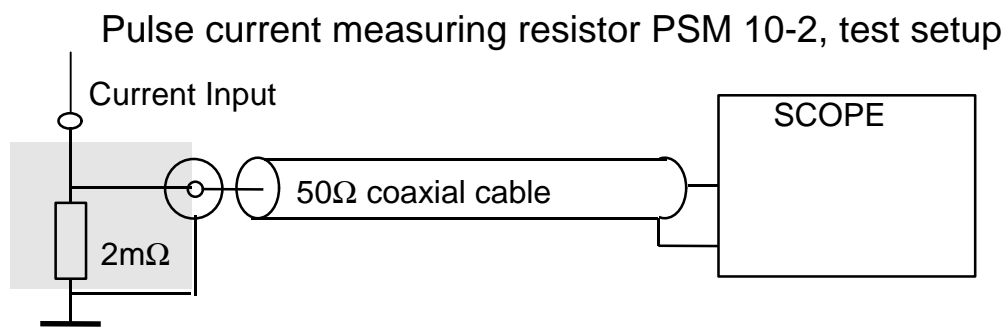 Pulse current measuring resistor PSM 10-2, test setup
Current Input
SCOPE
50Ω coaxial cable
2mΩ